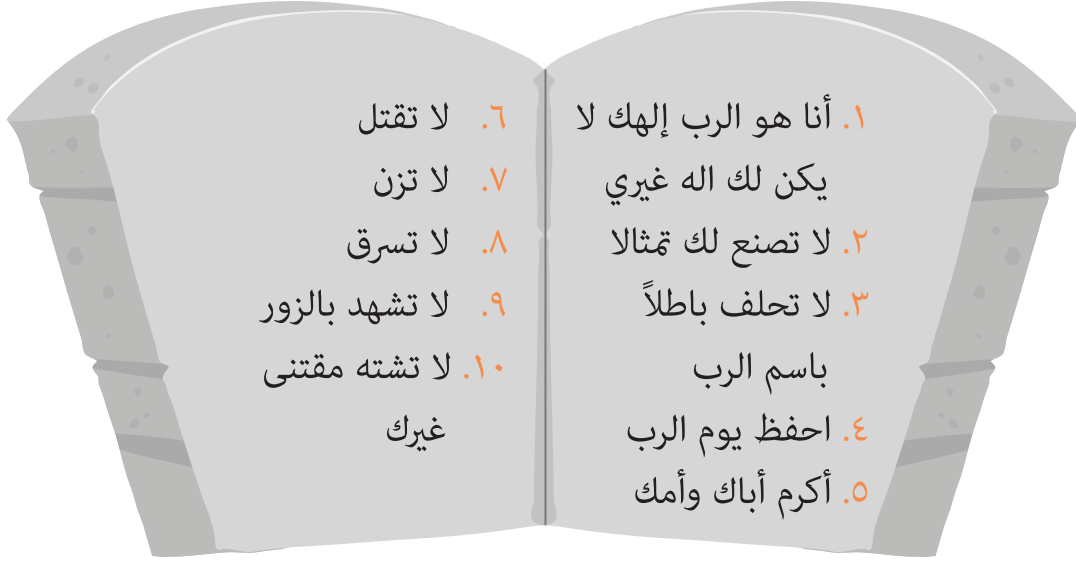 ١. أنا هو الرب إلهك لا
يكن لك اله غيري
٢. لا تصنع لك تمثالا
٣. لا تحلف باطلاً
باسم الرب
٤. احفظ يوم الرب
٥. أكرم أباك وأمك
٦. لا تقتل
٧. لا تزن
٨. لا تسرق
٩. لا تشهد بالزور
١٠. لا تشته مقتنى
غيرك